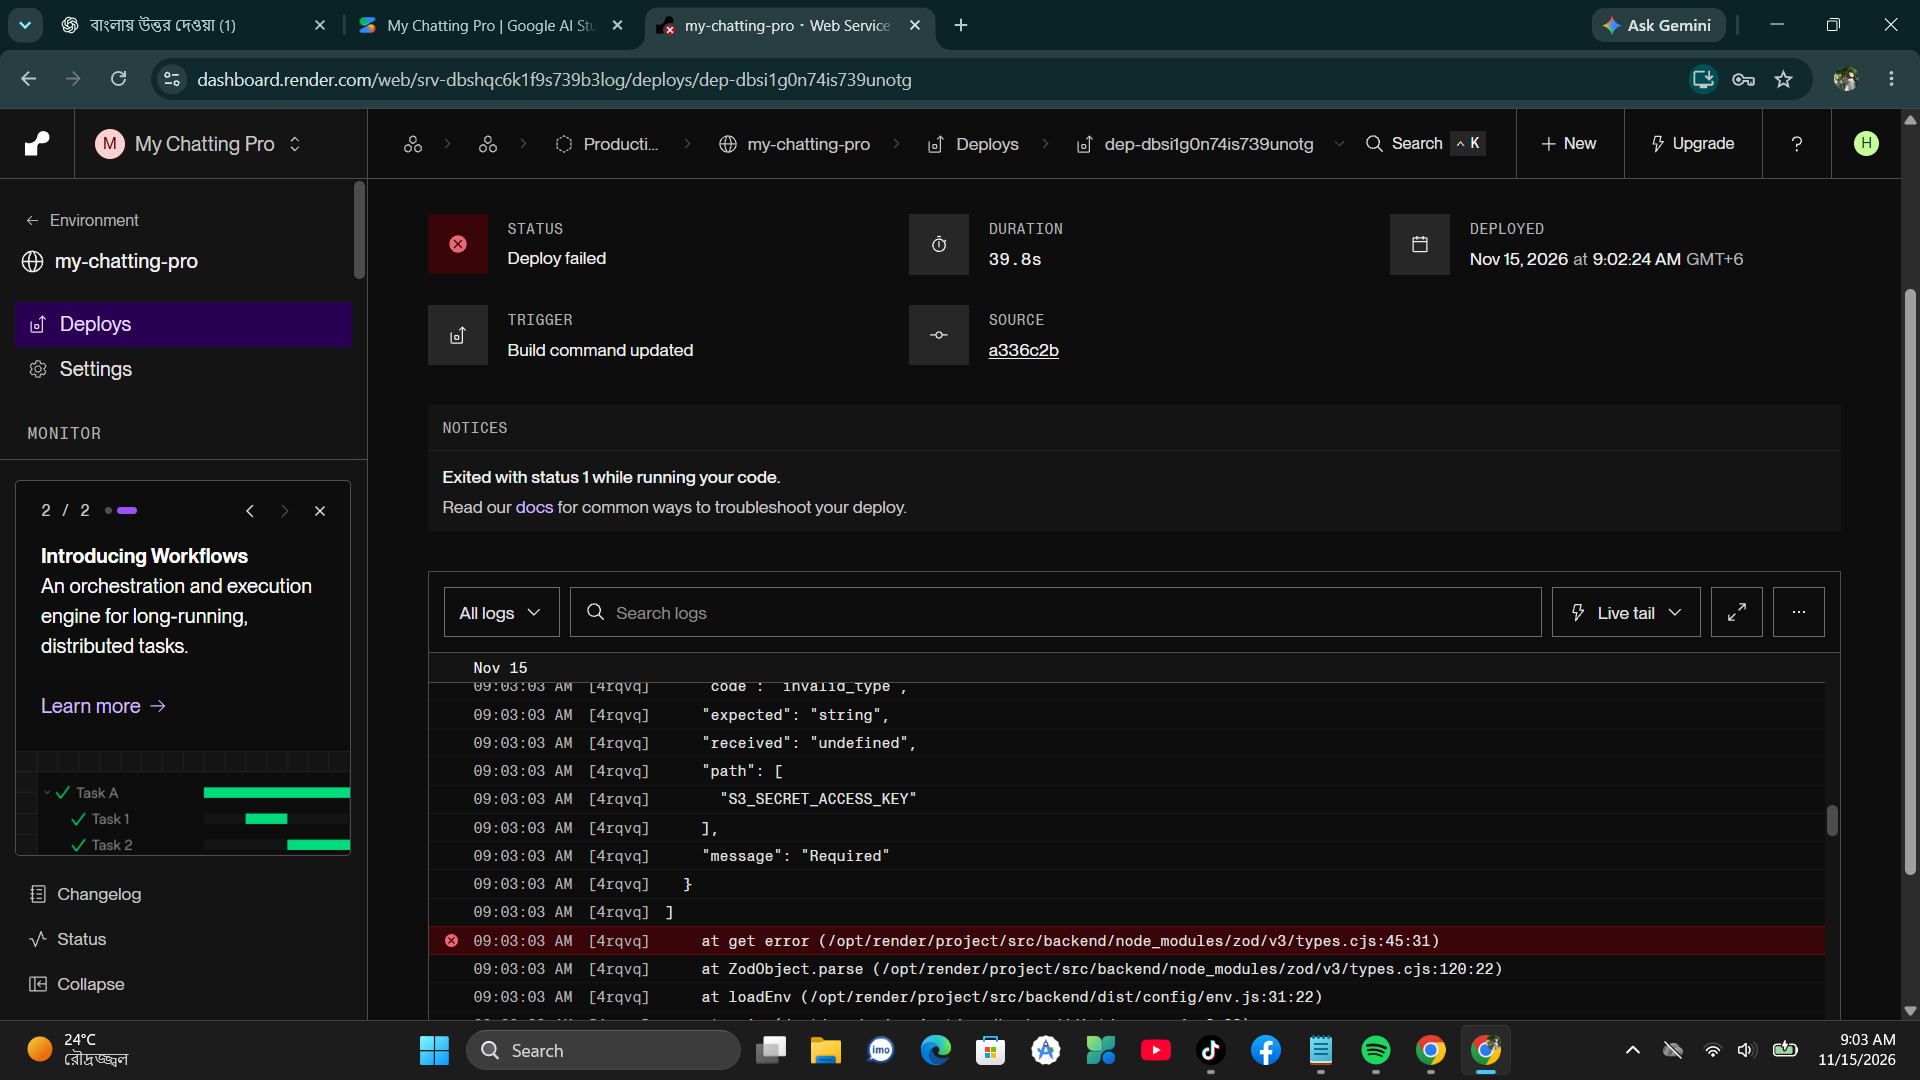 বাংলায় উত্তর দেওয়া (1)
My Chatting Pro | Google AI Stu
my-chatting-pro · Web Service
Ask Gemini
dashboard.render.com/web/srv-dbshqc6k1f9s739b3log/deploys/dep-dbsi1g0n74is739unotg
M My Chatting Pro
Producti...
my-chatting-pro
Deploys
dep-dbsi1g0n74is739unotg
Search ^ K
+ New
Upgrade
?
H
← Environment
my-chatting-pro
Deploys
Settings
MONITOR
2 / 2
Introducing Workflows
An orchestration and execution
engine for long-running,
distributed tasks.
Learn more →
Task A
Task 1
Task 2
Changelog
Status
Collapse
STATUS
Deploy failed
DURATION
39.8s
DEPLOYED
Nov 15, 2026 at 9:02:24 AM GMT+6
TRIGGER
Build command updated
SOURCE
a336c2b
NOTICES
Exited with status 1 while running your code.
Read our docs for common ways to troubleshoot your deploy.
All logs
Search logs
Live tail
...
Nov 15
09:03:03 AM [4rqvq] "code": "invalid_type",
09:03:03 AM [4rqvq] "expected": "string",
09:03:03 AM [4rqvq] "received": "undefined",
09:03:03 AM [4rqvq] "path": [
09:03:03 AM [4rqvq] "S3_SECRET_ACCESS_KEY"
09:03:03 AM [4rqvq] ],
09:03:03 AM [4rqvq] "message": "Required"
09:03:03 AM [4rqvq] }
09:03:03 AM [4rqvq] ]
09:03:03 AM [4rqvq] at get error (/opt/render/project/src/backend/node_modules/zod/v3/types.cjs:45:31)
09:03:03 AM [4rqvq] at ZodObject.parse (/opt/render/project/src/backend/node_modules/zod/v3/types.cjs:120:22)
09:03:03 AM [4rqvq] at loadEnv (/opt/render/project/src/backend/dist/config/env.js:31:22)
24°C
রৌদ্রজ্জ্বল
Search
imo
9:03 AM
11/15/2026